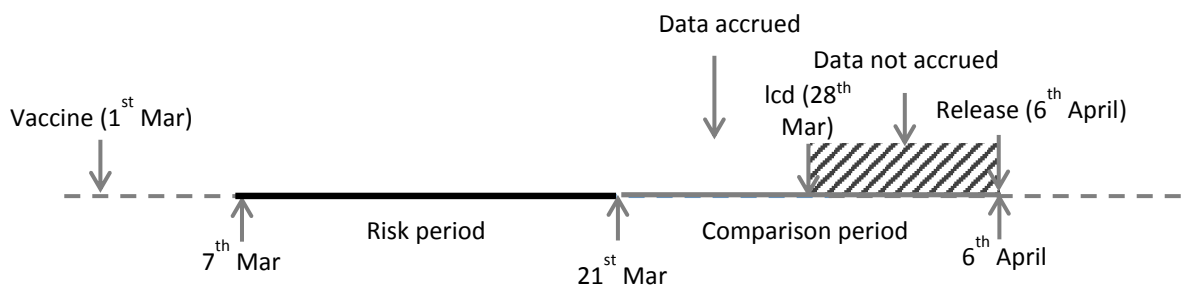 Data accrued
Data not accrued
lcd (28th
Mar)
Release (6th April)
Vaccine (1st Mar)
Risk period
Comparison period
7th Mar
21st Mar
6th April